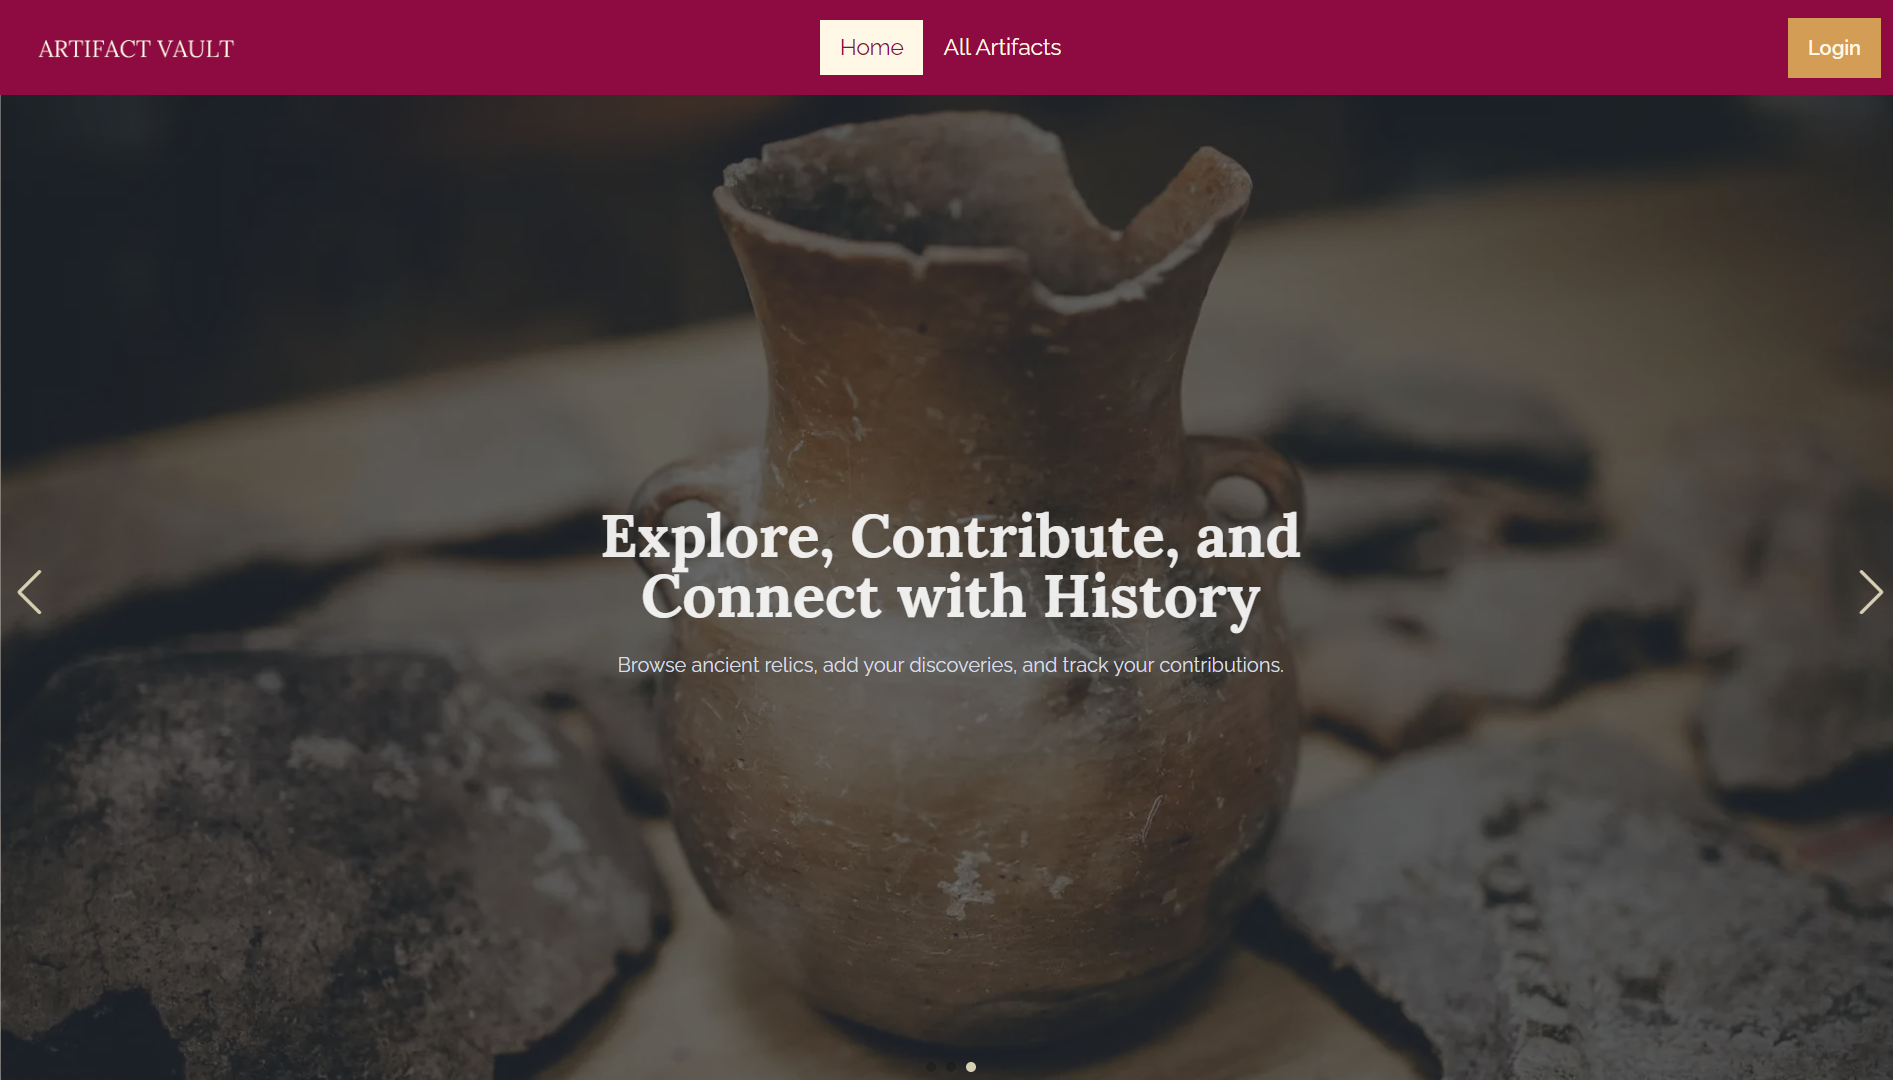 ARTIFACT VAULT
Home
All Artifacts
Login
Explore, Contribute, and
Connect with History
Browse ancient relics, add your discoveries, and track your contributions.